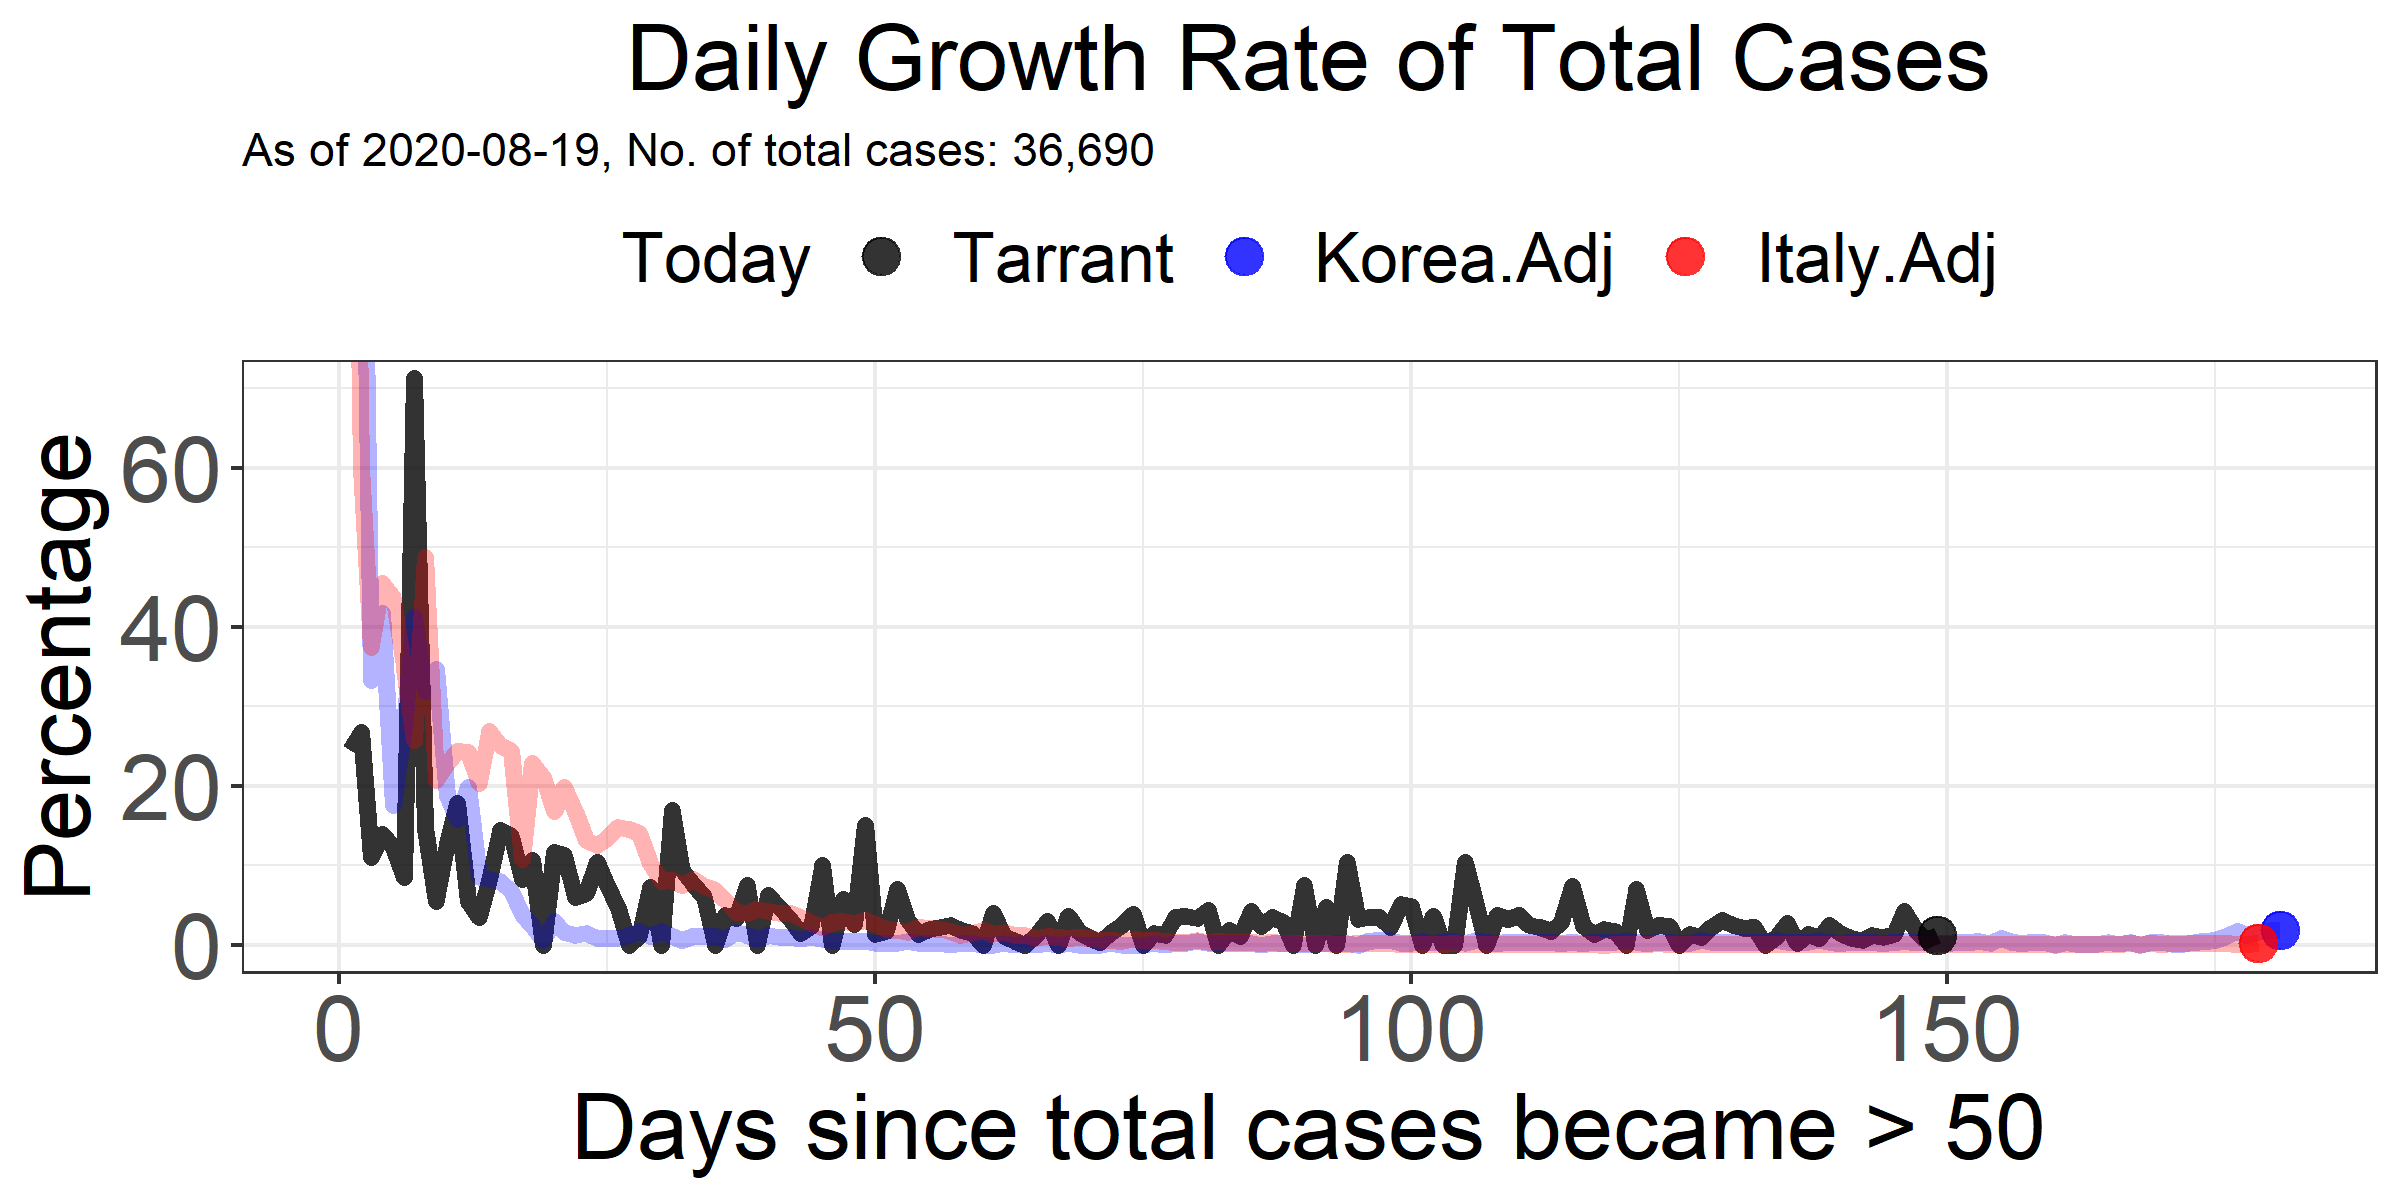 Daily Growth Rate of Total Cases
As of 2020-08-19, No. of total cases: 36,690
Today Tarrant Korea.Adj Italy.Adj
Percentage
60
40
20
0
0 50 100 150
Days since total cases became > 50